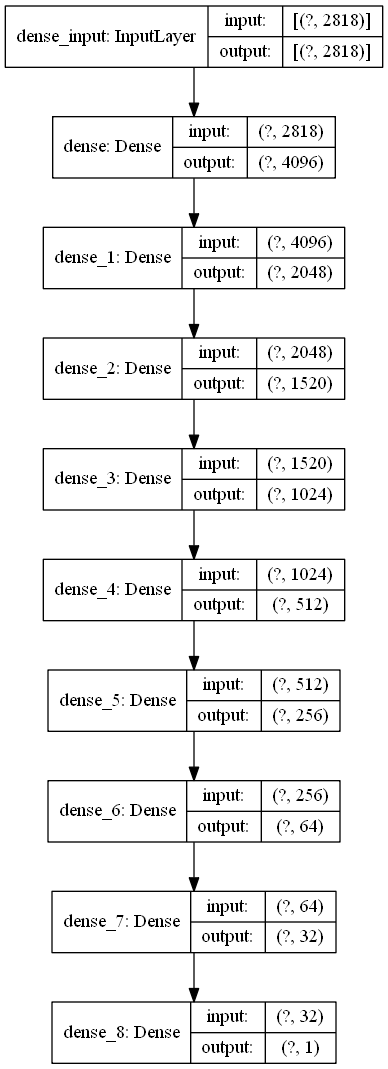 dense_input: InputLayer
input: [(?, 2818)]
output: [(?, 2818)]
dense: Dense
input: (?, 2818)
output: (?, 4096)
dense_1: Dense
input: (?, 4096)
output: (?, 2048)
dense_2: Dense
input: (?, 2048)
output: (?, 1520)
dense_3: Dense
input: (?, 1520)
output: (?, 1024)
dense_4: Dense
input: (?, 1024)
output: (?, 512)
dense_5: Dense
input: (?, 512)
output: (?, 256)
dense_6: Dense
input: (?, 256)
output: (?, 64)
dense_7: Dense
input: (?, 64)
output: (?, 32)
dense_8: Dense
input: (?, 32)
output: (?, 1)